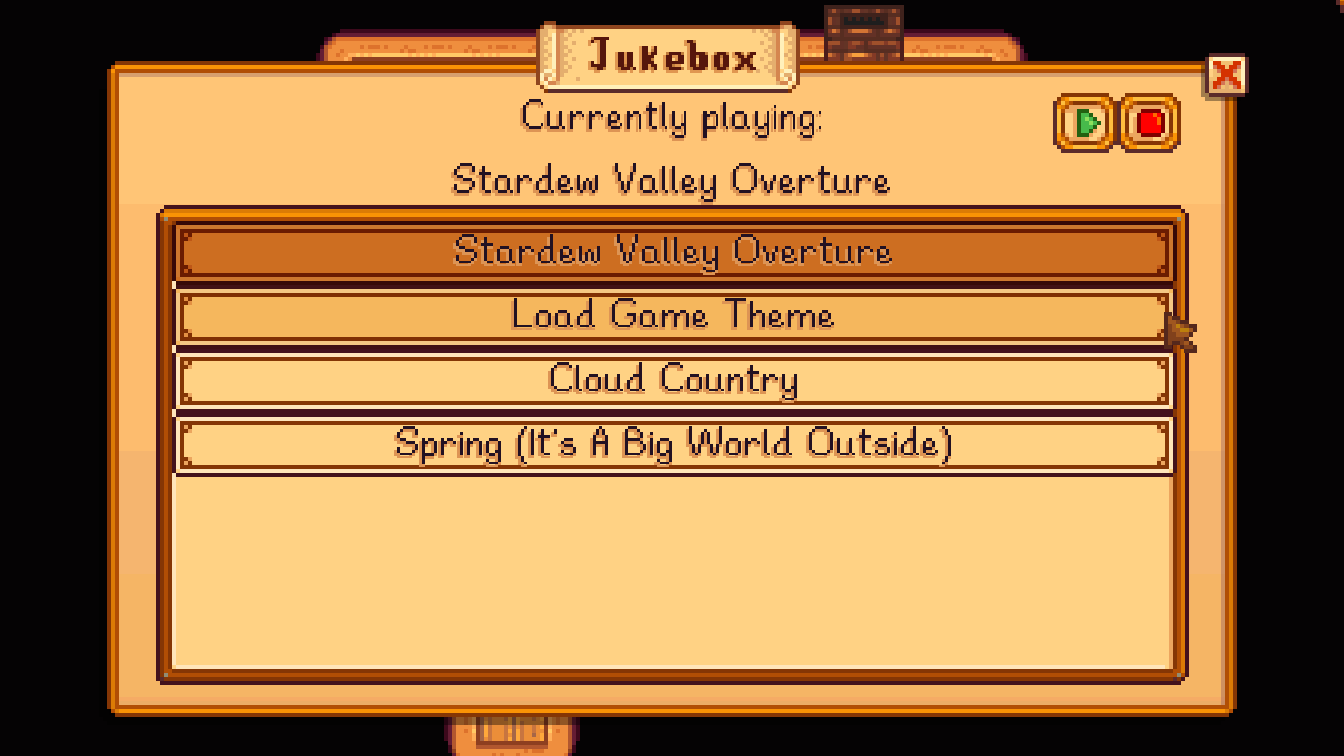 Jukebox
Currently playing:
Stardew Valley Overture
Stardew Valley Overture
Load Game Theme
Cloud Country
Spring (It's A Big World Outside)